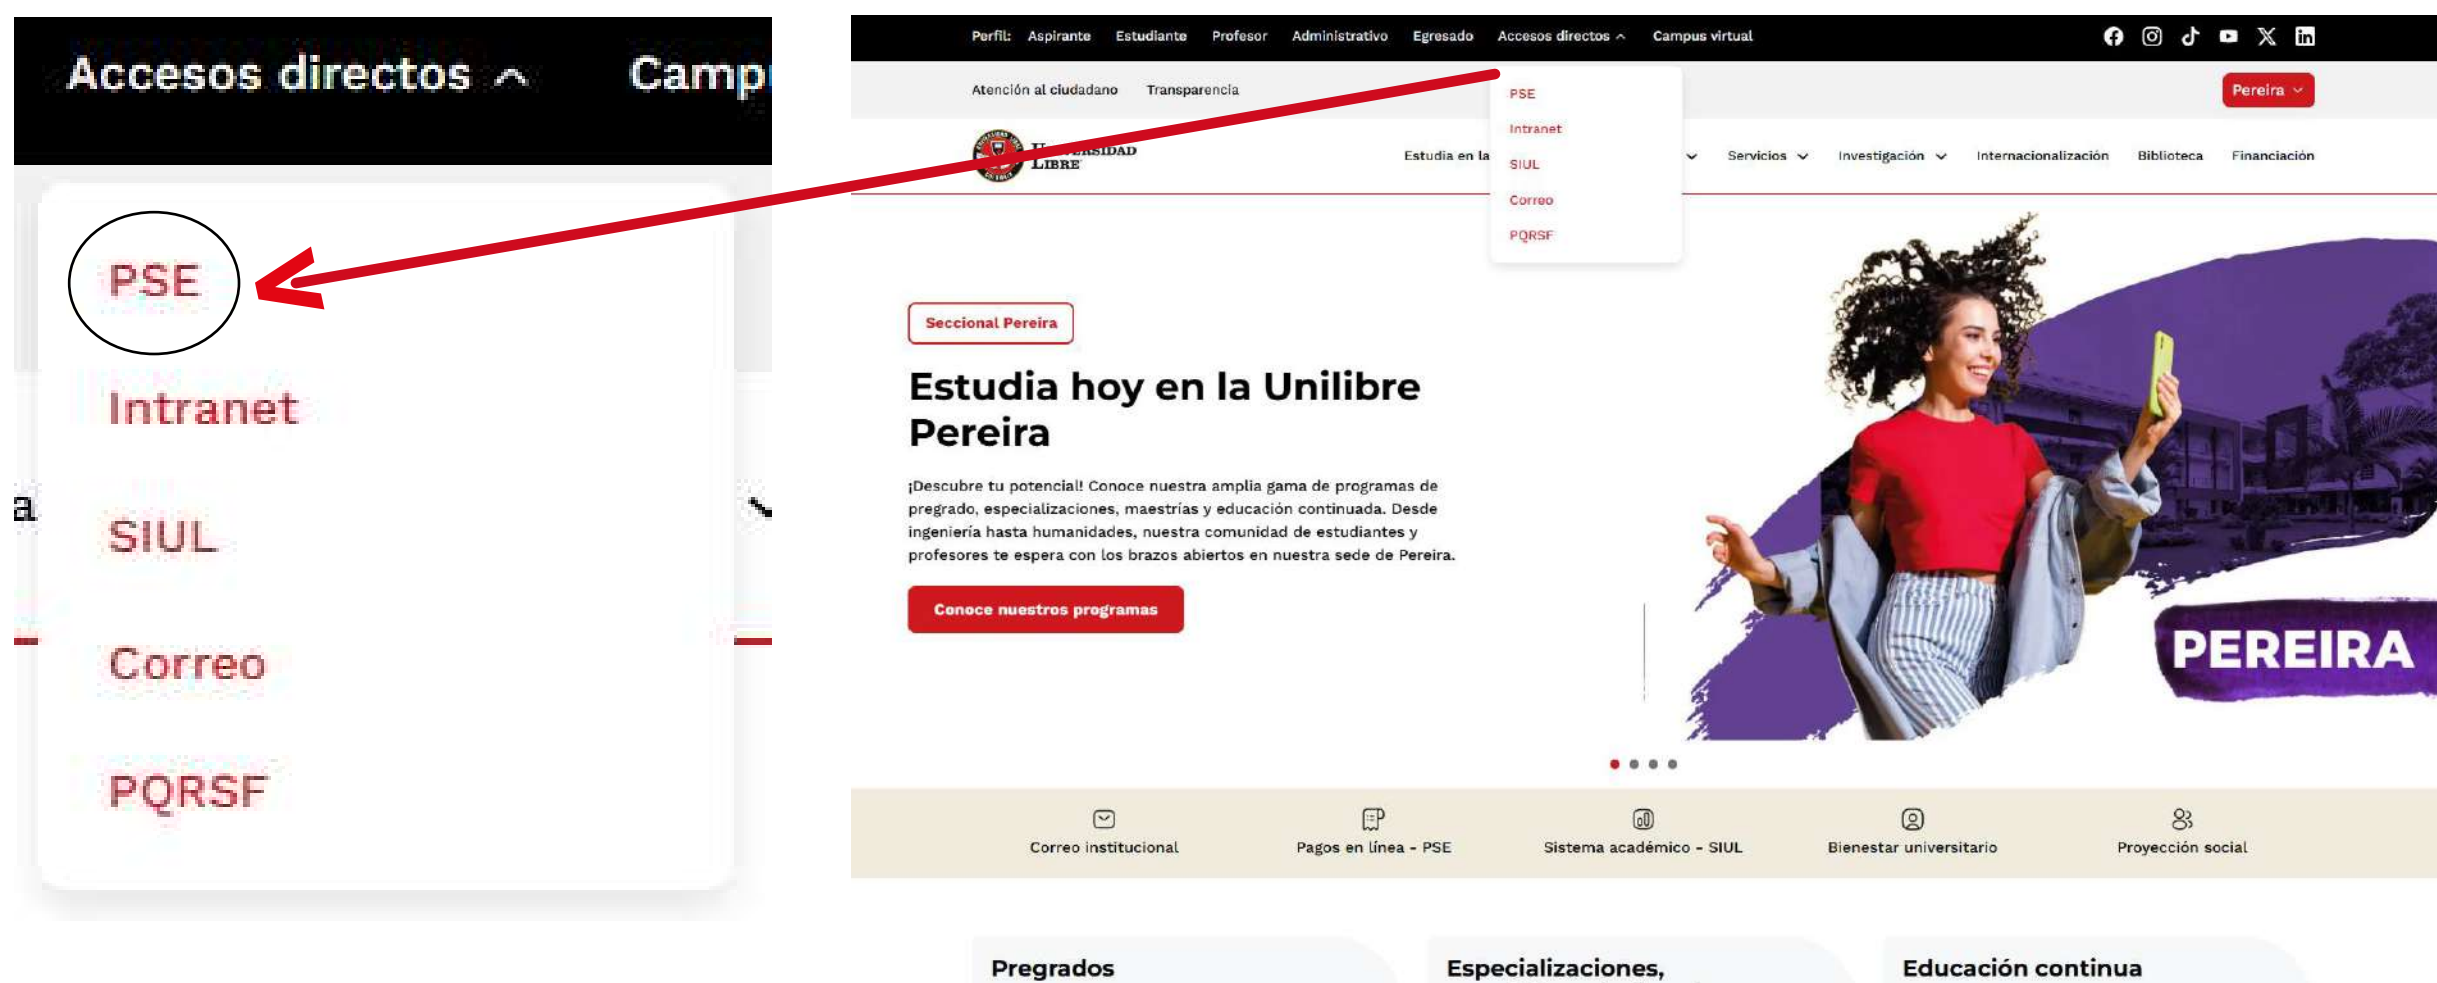 Accesos directos
PSE
Intranet
a
SIUL
Correo
PQRSF
Perfil: Aspirante Estudiante Profesor Administrativo Egresado Accesos directos Campus virtual
Atención al ciudadano Transparencia
Pereira
PSE
Intranet
SIUL
Correo
PQRSF
UNIVERSIDAD
LIBRE
Estudia en la Servicios Investigación Internacionalización Biblioteca Financiación
Seccional Pereira
Estudia hoy en la Unilibre
Pereira
¡Descubre tu potencial! Conoce nuestra amplia gama de programas de
pregrado, especializaciones, maestrías y educación continuada. Desde
ingeniería hasta humanidades, nuestra comunidad de estudiantes y
profesores te espera con los brazos abiertos en nuestra sede de Pereira.
Conoce nuestros programas
PEREIRA
Correo institucional
Pagos en línea - PSE
Sistema académico - SIUL
Bienestar universitario
Proyección social
Pregrados
Especializaciones,
Educación continua